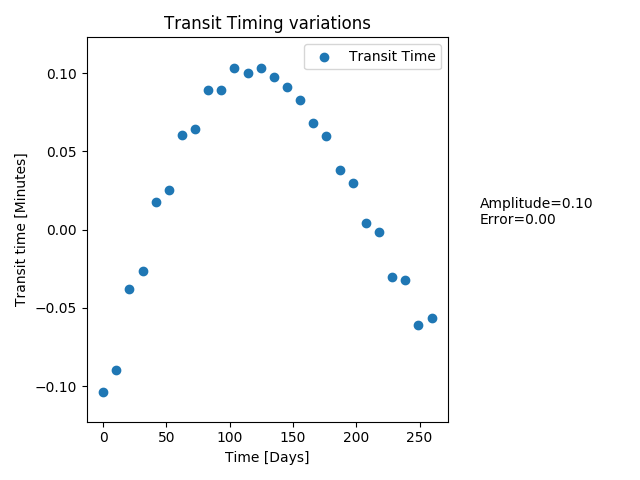 Transit Timing variations
Transit Time
0.10
0.05
0.00
−0.05
−0.10
Transit time [Minutes]
0
50
100
150
200
250
Time [Days]
Amplitude=0.10
Error=0.00